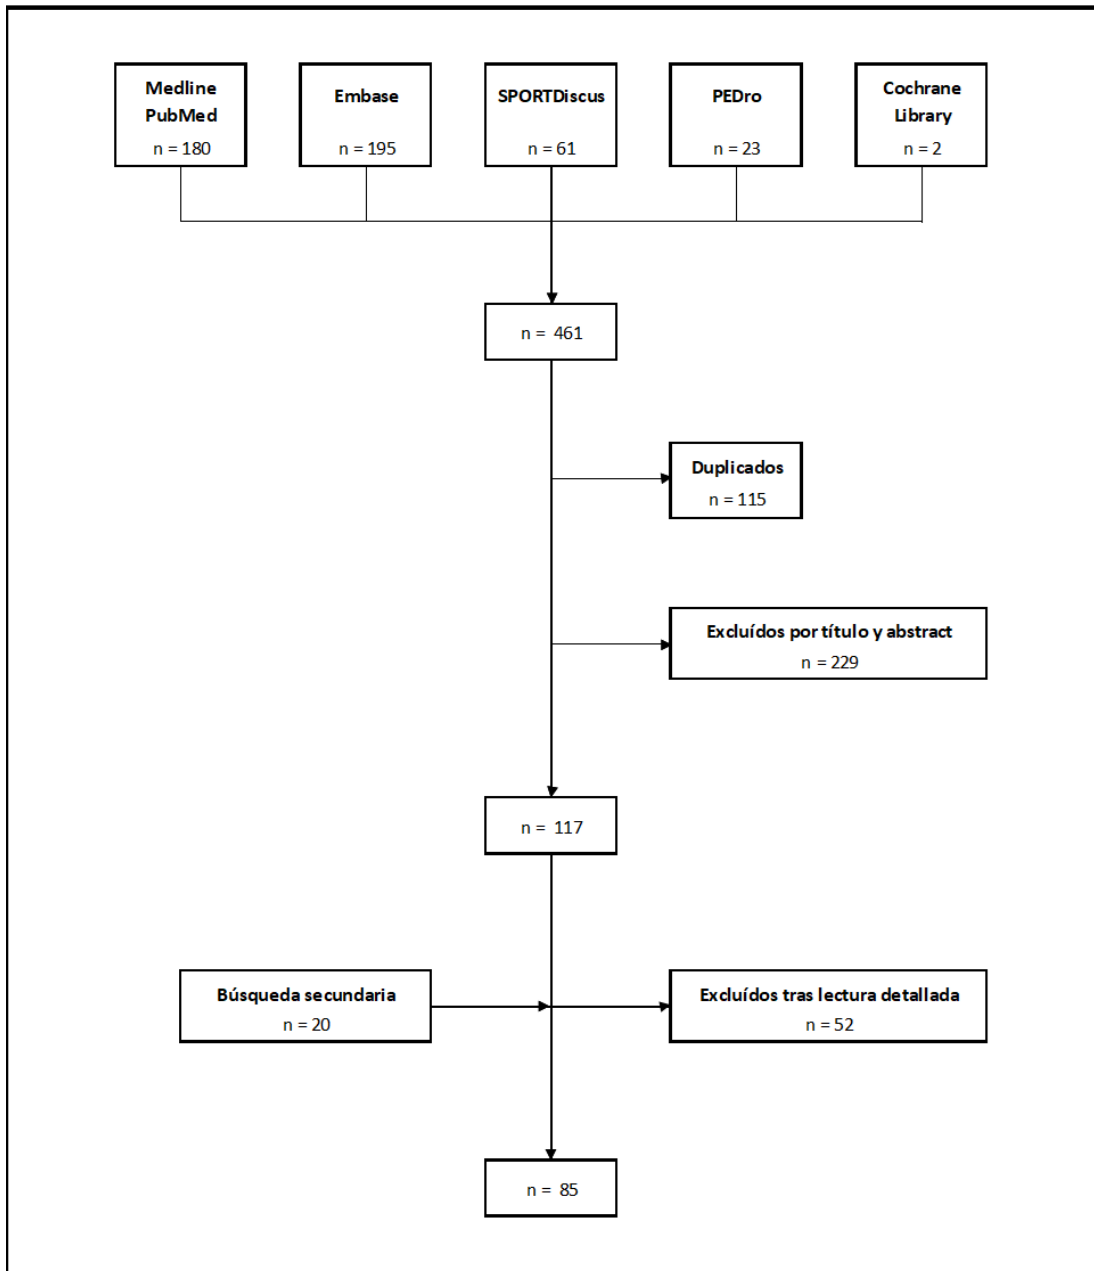 Medline
PubMed
n = 180
Embase
n = 195
SPORTDiscus
n = 61
PEDro
n = 23
Cochrane
Library
n = 2
n = 461
Duplicados
n = 115
Excluídos por título y abstract
n = 229
n = 117
Búsqueda secundaria
n = 20
Excluídos tras lectura detallada
n = 52
n = 85